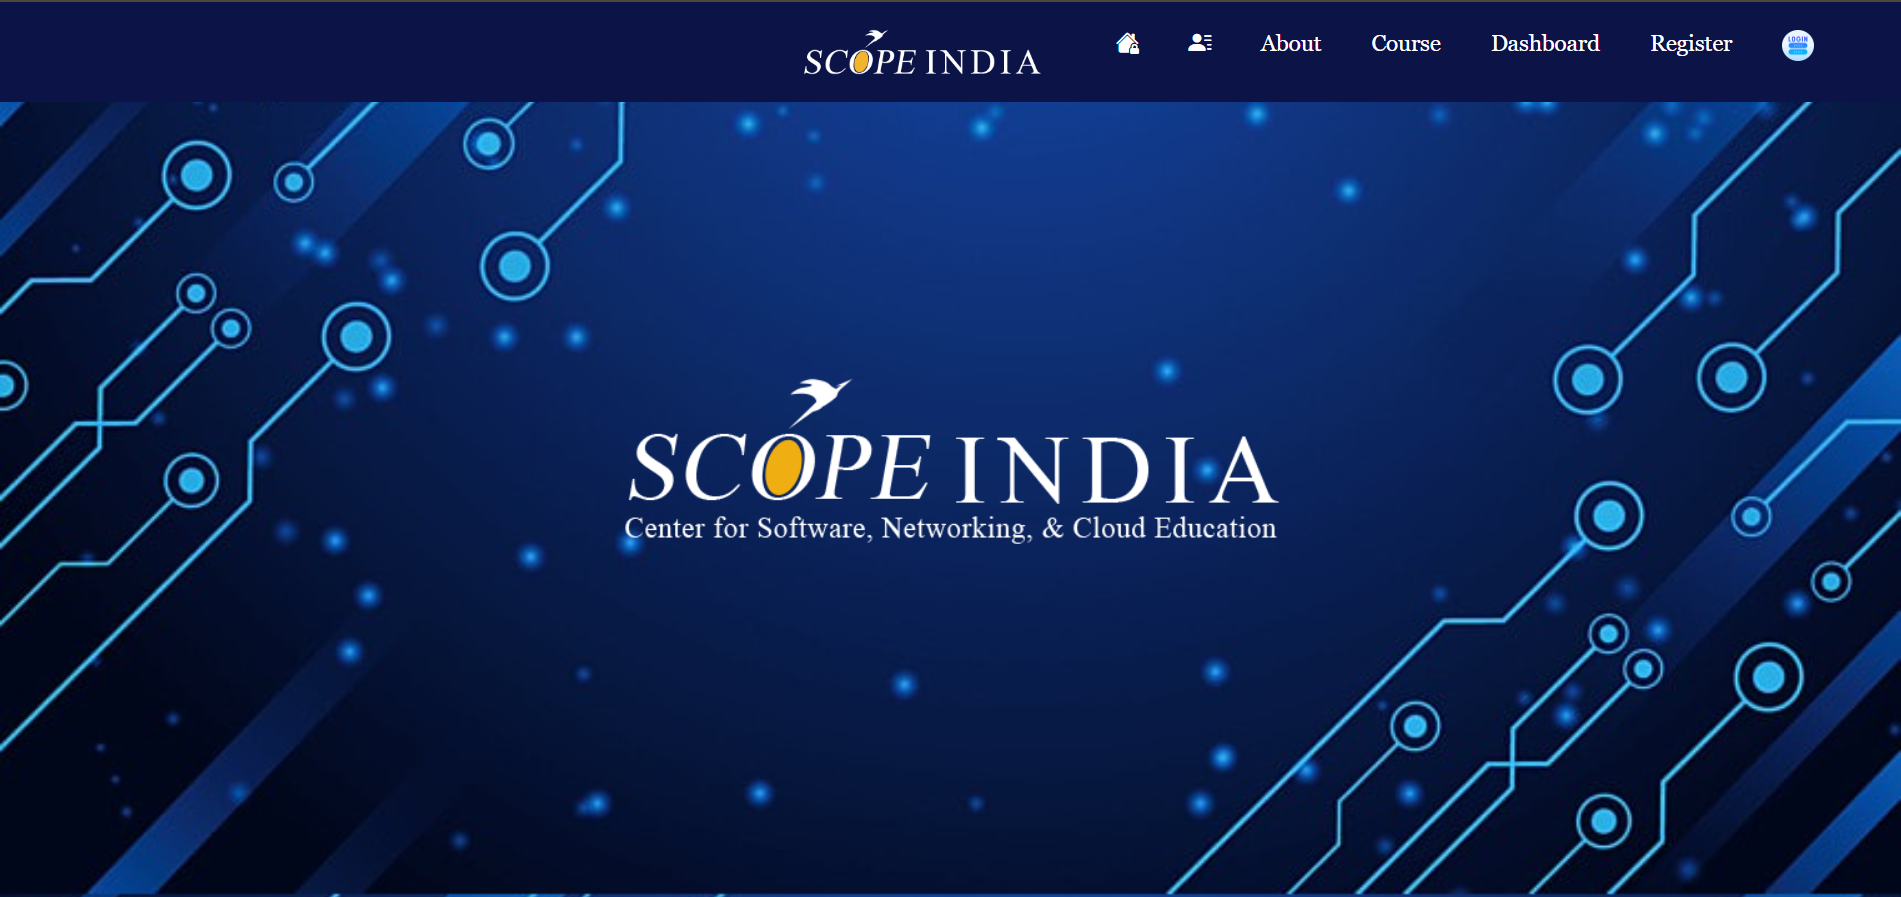 SCOPE INDIA
About
Course
Dashboard
Register
LOGIN
SCOPE INDIA
Center for Software, Networking, & Cloud Education